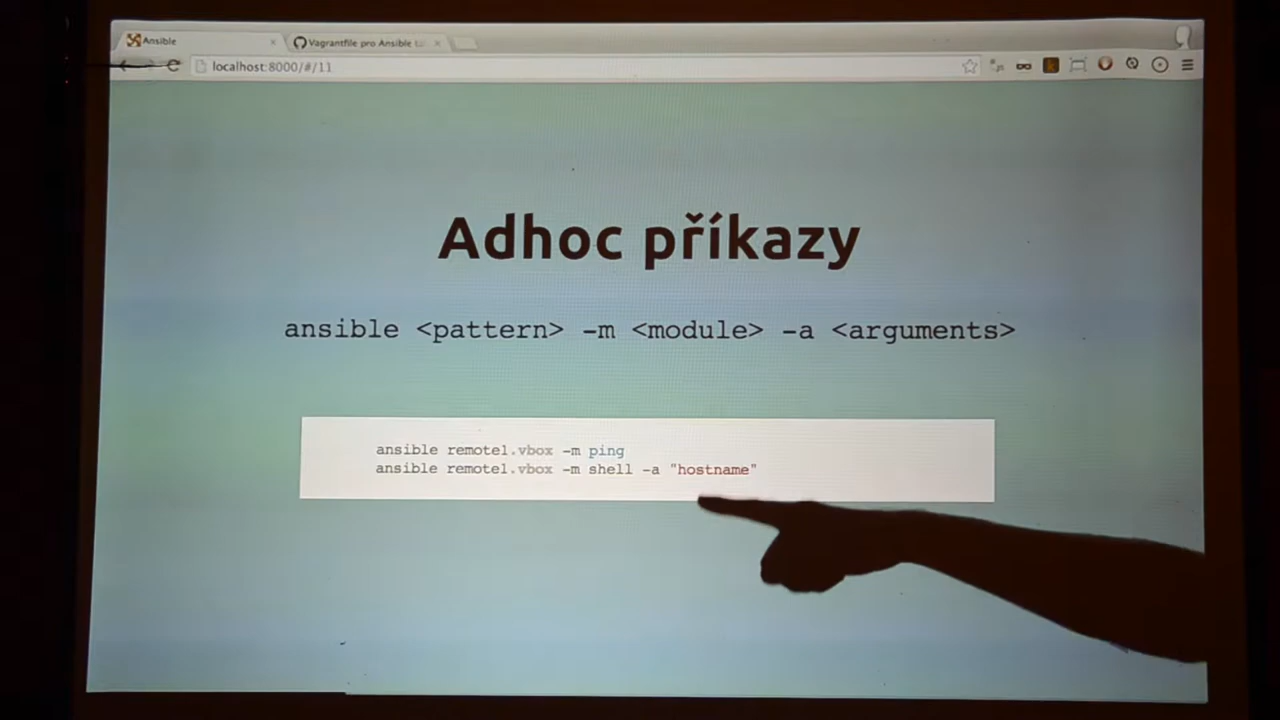 Ansible
Vagrantfile pro Ansible
localhost:8000/#/11
Adhoc příkazy
ansible <pattern> -m <module> -a <arguments>
ansible remote1.vbox -m ping
ansible remote1.vbox -m shell -a "hostname"